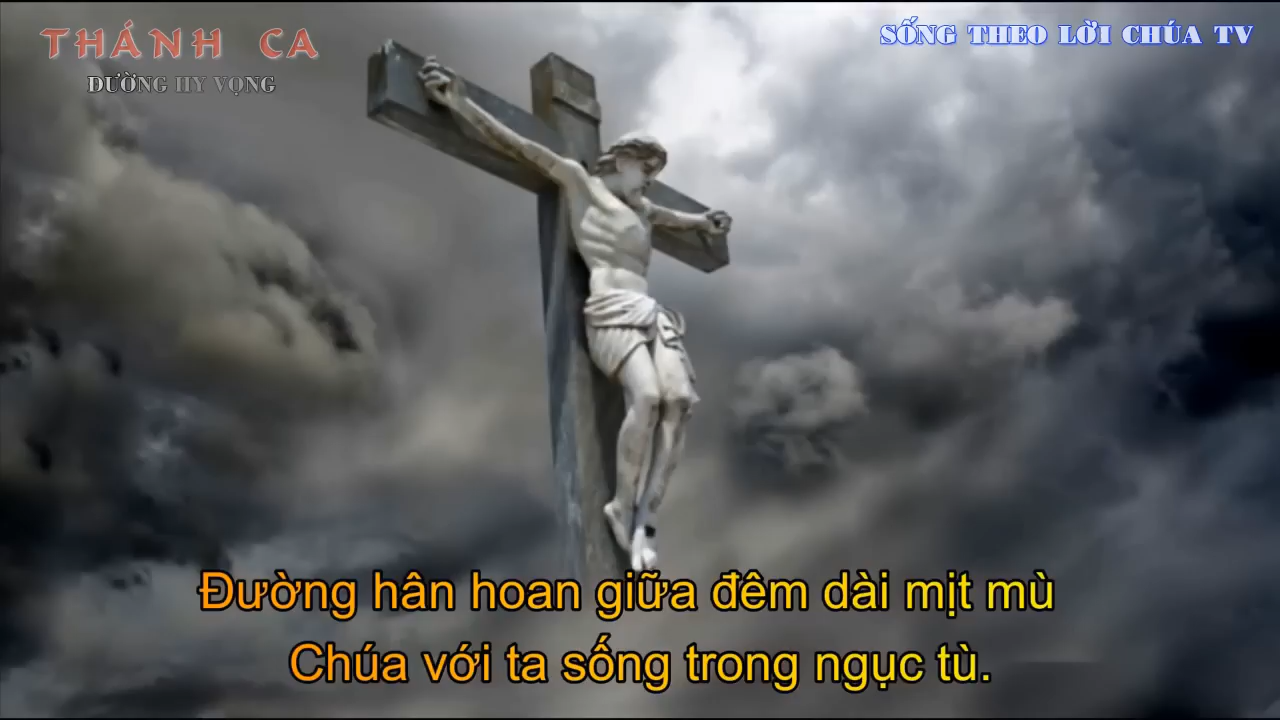 THÁNH CA
ĐƯỜNG HY VỌNG
SỐNG THEO LỜI CHÚA TV
Đường hân hoan giữa đêm dài mịt mù
Chúa với ta sống trong ngục tù.